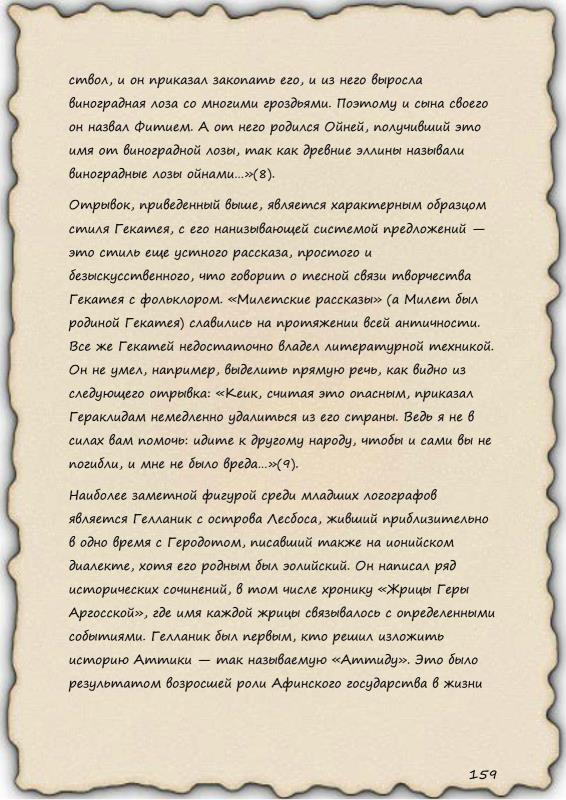 ствол, и он приказал закопать его, и из него выросла
виноградная лоза со многими гроздьями. Поэтому и сына своего
он назвал Фитием. А от него родился Ойней, получивший это
имя от виноградной лозы, так как древние эллины называли
виноградные лозы ойнами...»(8).
Отрывок, приведенный выше, является характерным образцом
стиля Гекатея, с его нанизывающей системой предложений —
это стиль еще устного рассказа, простого и
безыскусственного, что говорит о тесной связи творчества
Гекатея с фольклором. «Милетские рассказы» (а Милет был
родиной Гекатея) славились на протяжении всей античности.
Все же Гекатей недостаточно владел литературной техникой.
Он не умел, например, выделить прямую речь, как видно из
следующего отрывка: «Кеик, считая это опасным, приказал
Гераклидам немедленно удалиться из его страны. Ведь я не в
силах вам помочь: идите к другому народу, чтобы и сами вы не
погибли, и мне не было вреда...»(9).
Наиболее заметной фигурой среди младших логографов
является Гелланик с острова Лесбоса, живший приблизительно
в одно время с Геродотом, писавший также на ионийском
диалекте, хотя его родным был эолийский. Он написал ряд
исторических сочинений, в том числе хронику «Жрицы Геры
Аргосской», где имя каждой жрицы связывалось с определенными
событиями. Гелланик был первым, кто решил изложить
историю Аттики — так называемую «Аттиду». Это было
результатом возросшей роли Афинского государства в жизни
159